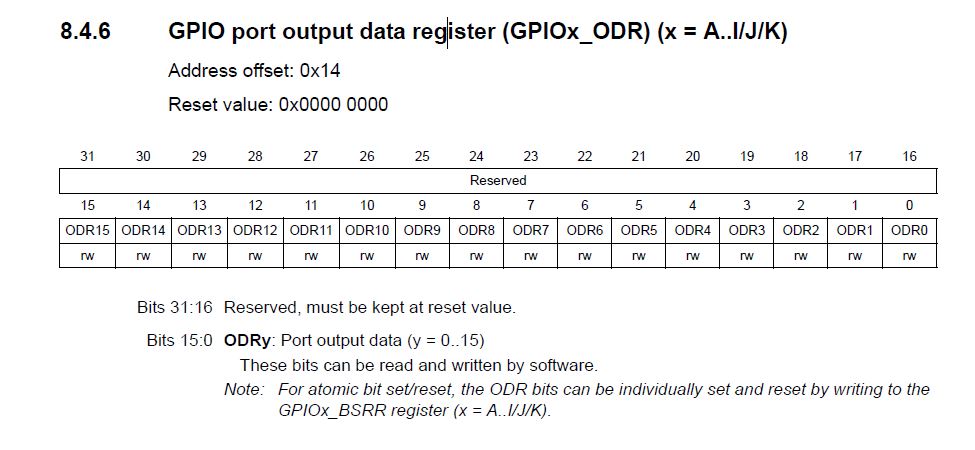 8.4.6 GPIO port output data register (GPIOx_ODR) (x = A..I/J/K)
Address offset: 0x14
Reset value: 0x0000 0000
31 30 29 28 27 26 25 24 23 22 21 20 19 18 17 16
Reserved
15 14 13 12 11 10 9 8 7 6 5 4 3 2 1 0
ODR15 ODR14 ODR13 ODR12 ODR11 ODR10 ODR9 ODR8 ODR7 ODR6 ODR5 ODR4 ODR3 ODR2 ODR1 ODR0
rw rw rw rw rw rw rw rw rw rw rw rw rw rw rw rw
Bits 31:16 Reserved, must be kept at reset value.
Bits 15:0 ODRy: Port output data (y = 0..15)
These bits can be read and written by software.
Note: For atomic bit set/reset, the ODR bits can be individually set and reset by writing to the
GPIOx_BSRR register (x = A..I/J/K).